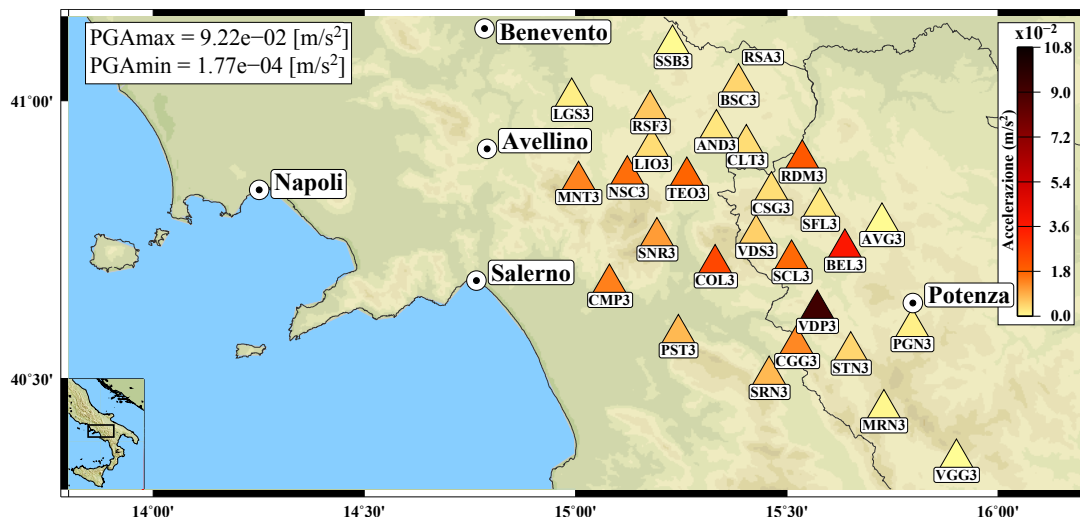 PGAmax = 9.22e−02 [m/s²]
PGAmin = 1.77e−04 [m/s²]
Benevento
SSB3
RSA3
x10⁻²
10.8
9.0
7.2
5.4
3.6
1.8
0.0
Accelerazione (m/s²)
41°00'
LGS3
RSF3
BSC3
AND3
CLT3
Avellino
LIO3
RDM3
MNT3
NSC3
TEO3
Napoli
CSG3
SFL3
AVG3
SNR3
VDS3
BEL3
Salerno
COL3
SCL3
CMP3
Potenza
VDP3
PST3
PGN3
CGG3
STN3
40°30'
SRN3
MRN3
VGG3
14°00'
14°30'
15°00'
15°30'
16°00'